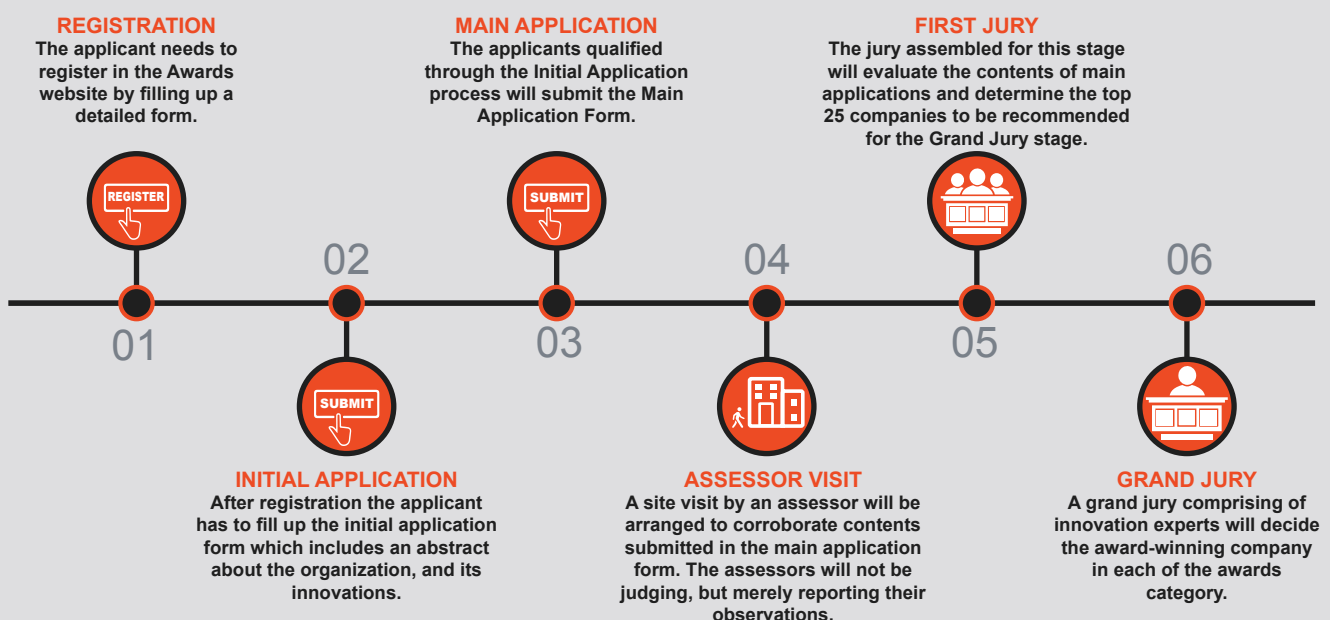 REGISTRATION
The applicant needs to
register in the Awards
website by filling up a
detailed form.
REGISTER
01
02
SUBMIT
INITIAL APPLICATION
After registration the applicant
has to fill up the initial application
form which includes an abstract
about the organization, and its
innovations.
MAIN APPLICATION
The applicants qualified
through the Initial Application
process will submit the Main
Application Form.
SUBMIT
03
04
ASSESSOR VISIT
A site visit by an assessor will be
arranged to corroborate contents
submitted in the main application
form. The assessors will not be
judging, but merely reporting their
observations.
FIRST JURY
The jury assembled for this stage
will evaluate the contents of main
applications and determine the top
25 companies to be recommended
for the Grand Jury stage.
05
06
GRAND JURY
A grand jury comprising of
innovation experts will decide
the award-winning company
in each of the awards
category.